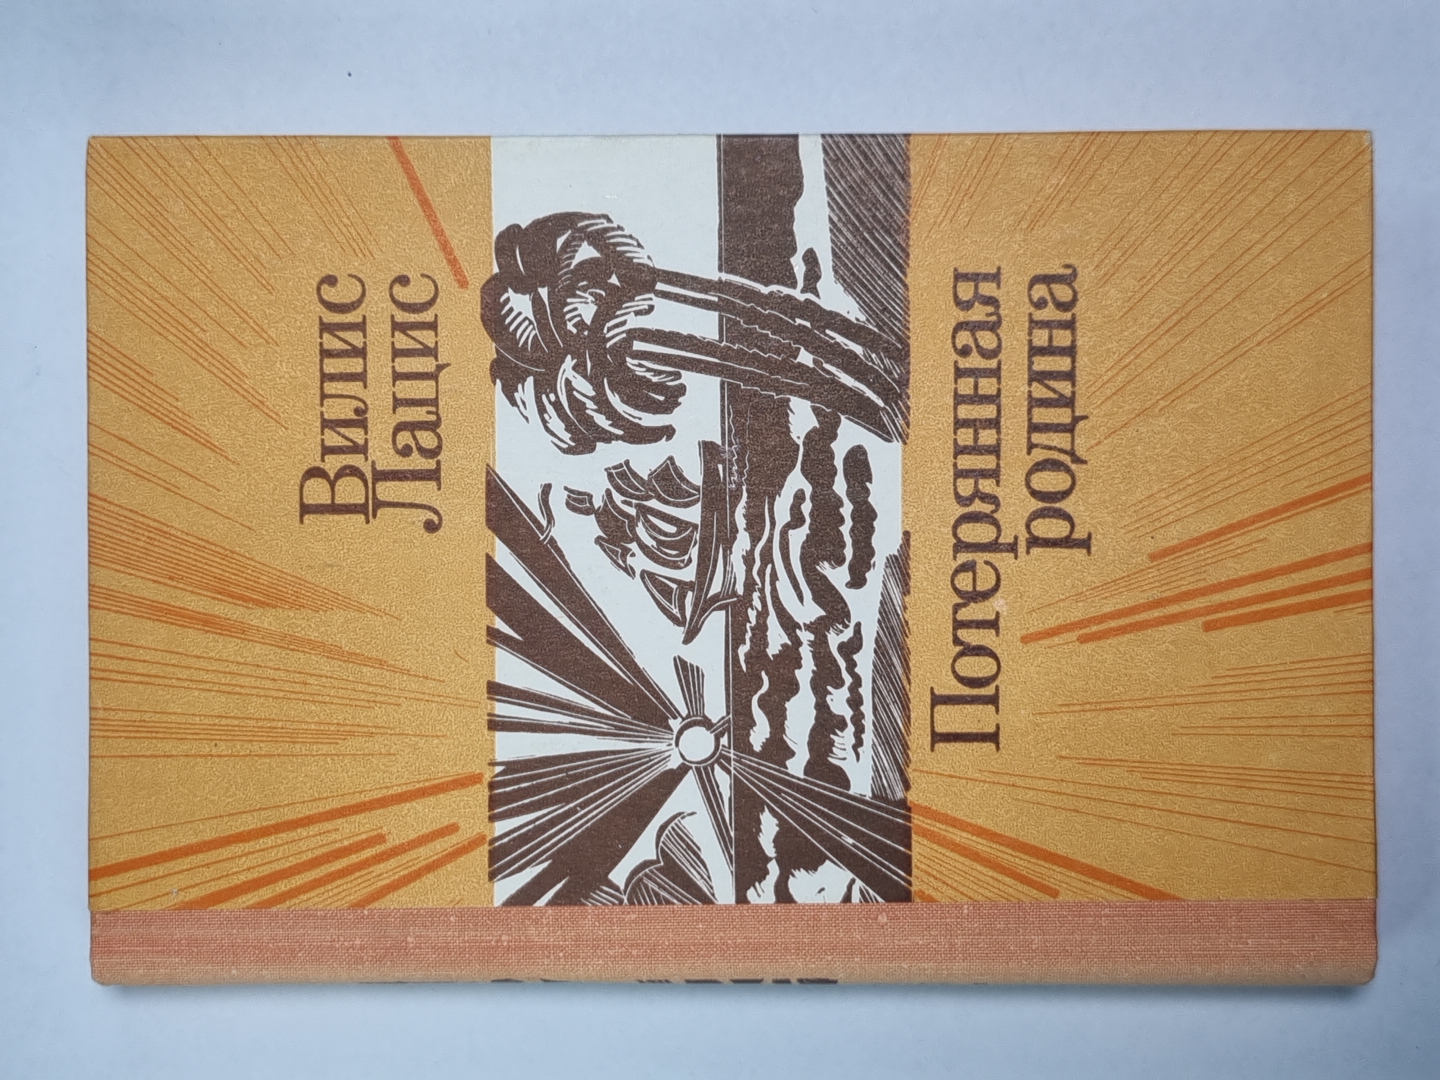 Вилис
Лацис
Потерянная
родина